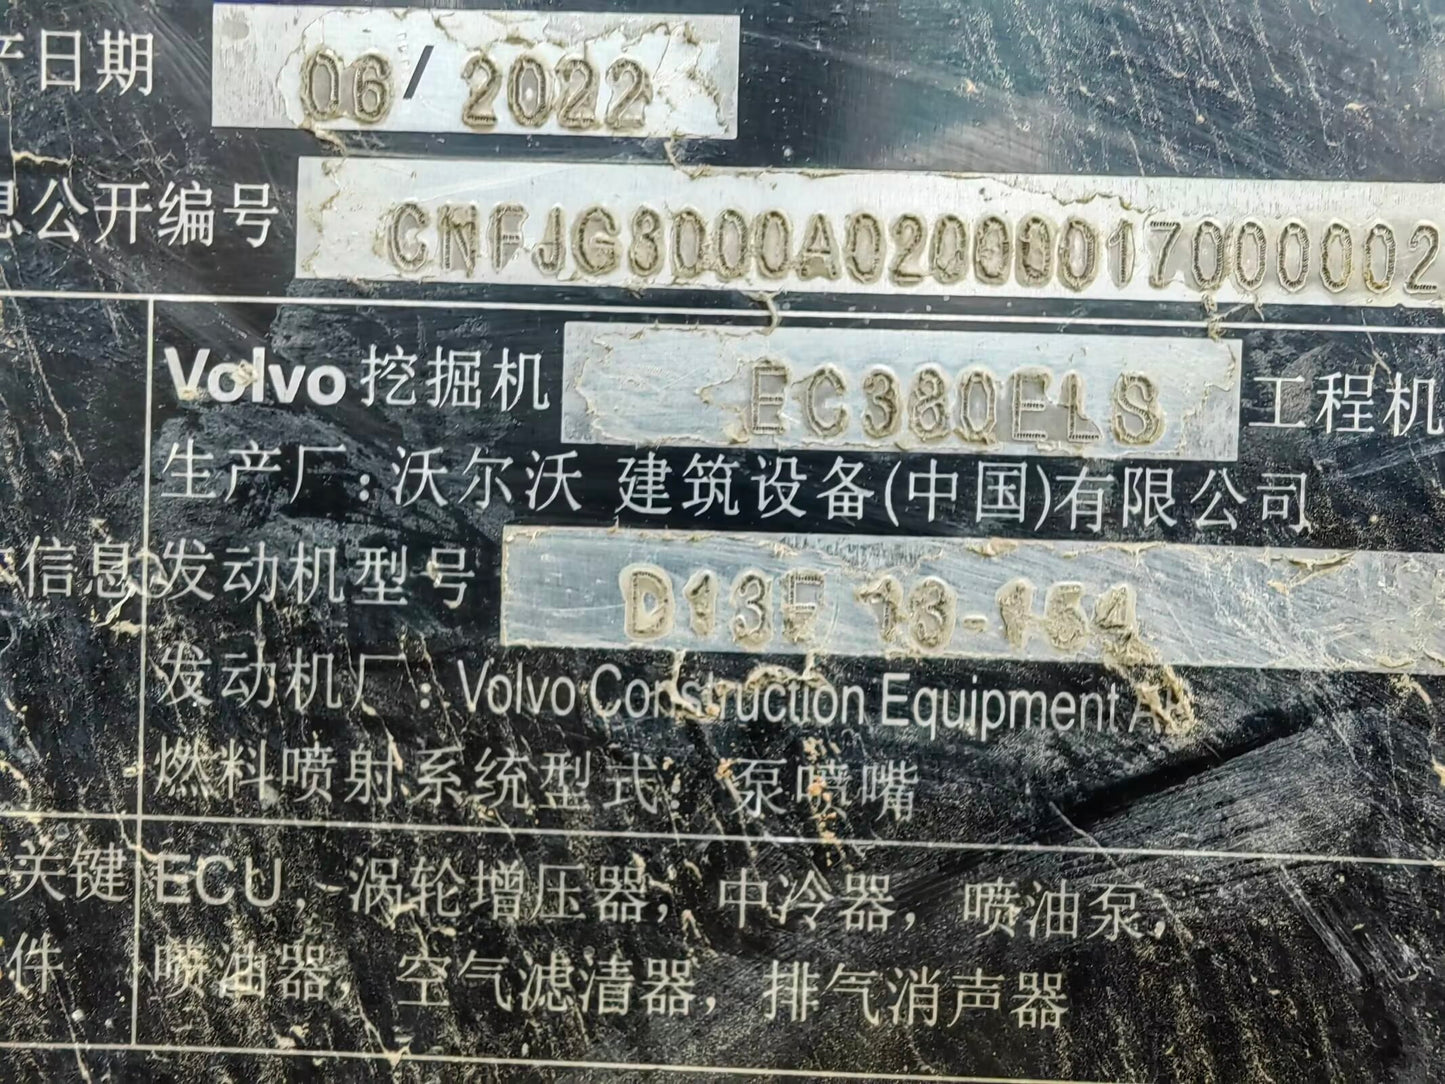 产日期 06/2022
息公开编号 CNFJG3D00A02000017000002
Volvo 挖掘机 EC380ELS 工程机
生产厂：沃尔沃 建筑设备(中国)有限公司
信息 发动机型号 D13F 13-154
发动机厂：Volvo Construction Equipment AB
燃料喷射系统型式：泵喷嘴
关键 ECU，涡轮增压器，中冷器，喷油泵，
件 喷油器，空气滤清器，排气消声器